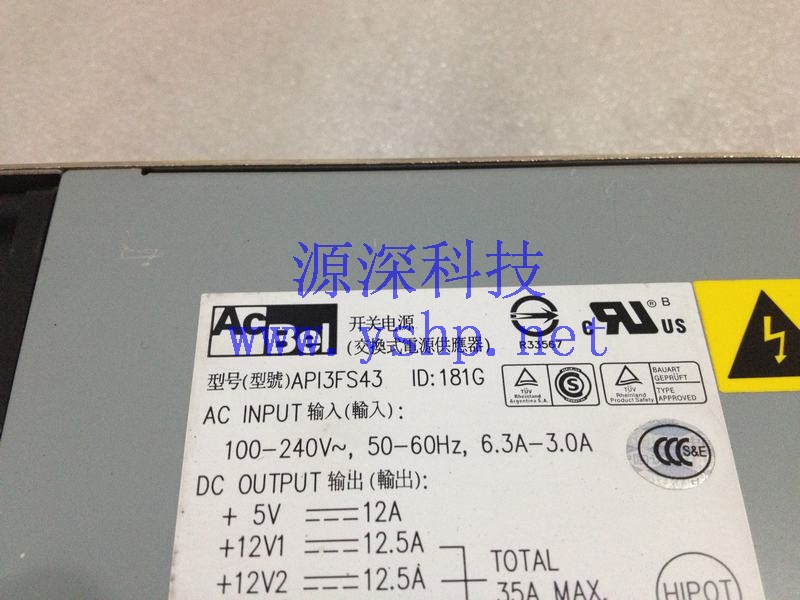 源深科技
www.yshp.net
AcBel
开关电源
(交換式電源供應器)
R33567
® B
c RU US
型号(型號)API3FS43 ID:181G
TÜV
Rheinland
Argentina S.A.
S
TÜV
Rheinland
Product Safety
BAUART
GEPRÜFT
TYPE
APPROVED
AC INPUT 输入(輸入):
100-240V~, 50-60Hz, 6.3A-3.0A
CCC S&E
DC OUTPUT 输出(輸出):
+ 5V 12A
+12V1 12.5A
+12V2 12.5A
TOTAL
35A MAX.
HIPOT